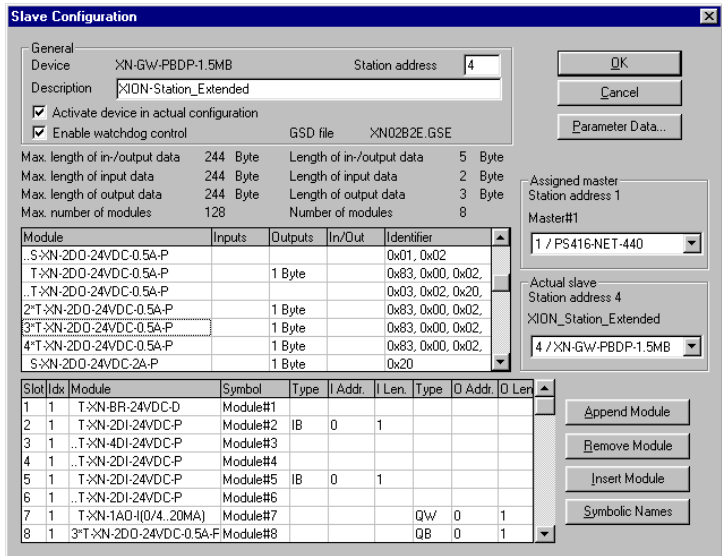 Slave Configuration
General
Device XN-GW-PBDP-1.5MB Station address 4
Description XION-Station_Extended
Activate device in actual configuration
Enable watchdog control GSD file XN02B2E.GSE
OK
Cancel
Parameter Data...
Max. length of in-/output data 244 Byte Length of in-/output data 5 Byte
Max. length of input data 244 Byte Length of input data 2 Byte
Max. length of output data 244 Byte Length of output data 3 Byte
Max. number of modules 128 Number of modules 8
Assigned master
Station address 1
Master#1
1 / PS416-NET-440
Actual slave
Station address 4
XION_Station_Extended
4 / XN-GW-PBDP-1.5MB
Module Inputs Outputs In/Out Identifier
..S-XN-2DO-24VDC-0.5A-P 0x01, 0x02
T-XN-2DO-24VDC-0.5A-P 1 Byte 0x83, 0x00, 0x02,
..T-XN-2DO-24VDC-0.5A-P 0x03, 0x02, 0x20,
2*T-XN-2DO-24VDC-0.5A-P 1 Byte 0x83, 0x00, 0x02,
3*T-XN-2DO-24VDC-0.5A-P 1 Byte 0x83, 0x00, 0x02,
4*T-XN-2DO-24VDC-0.5A-P 1 Byte 0x83, 0x00, 0x02,
S-XN-2DO-24VDC-2A-P 1 Byte 0x20
Slot Idx Module Symbol Type I Addr. I Len. Type O Addr. O Len
1 1 T-XN-BR-24VDC-D Module#1
2 1 T-XN-2DI-24VDC-P Module#2 IB 0 1
3 1 ..T-XN-4DI-24VDC-P Module#3
4 1 ..T-XN-2DI-24VDC-P Module#4
5 1 T-XN-2DI-24VDC-P Module#5 IB 0 1
6 1 ..T-XN-2DI-24VDC-P Module#6
7 1 T-XN-1AO-I(0/4..20MA) Module#7 QW 0 1
8 1 3*T-XN-2DO-24VDC-0.5A-F Module#8 QB 0 1
Append Module
Remove Module
Insert Module
Symbolic Names